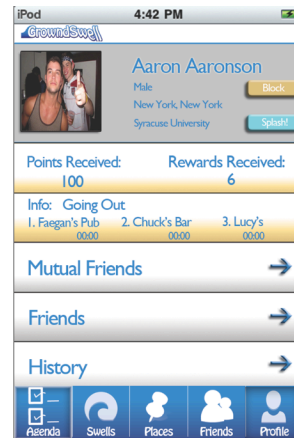 iPod 4:42 PM
CrowndSwell
Aaron Aaronson
Male
Block
New York, New York
Syracuse University
Splash!
Points Received: Rewards Received:
100 6
Info: Going Out
1. Faegan's Pub 2. Chuck's Bar 3. Lucy's
00:00 00:00 00:00
Mutual Friends
Friends
History
Agenda Swells Places Friends Profile